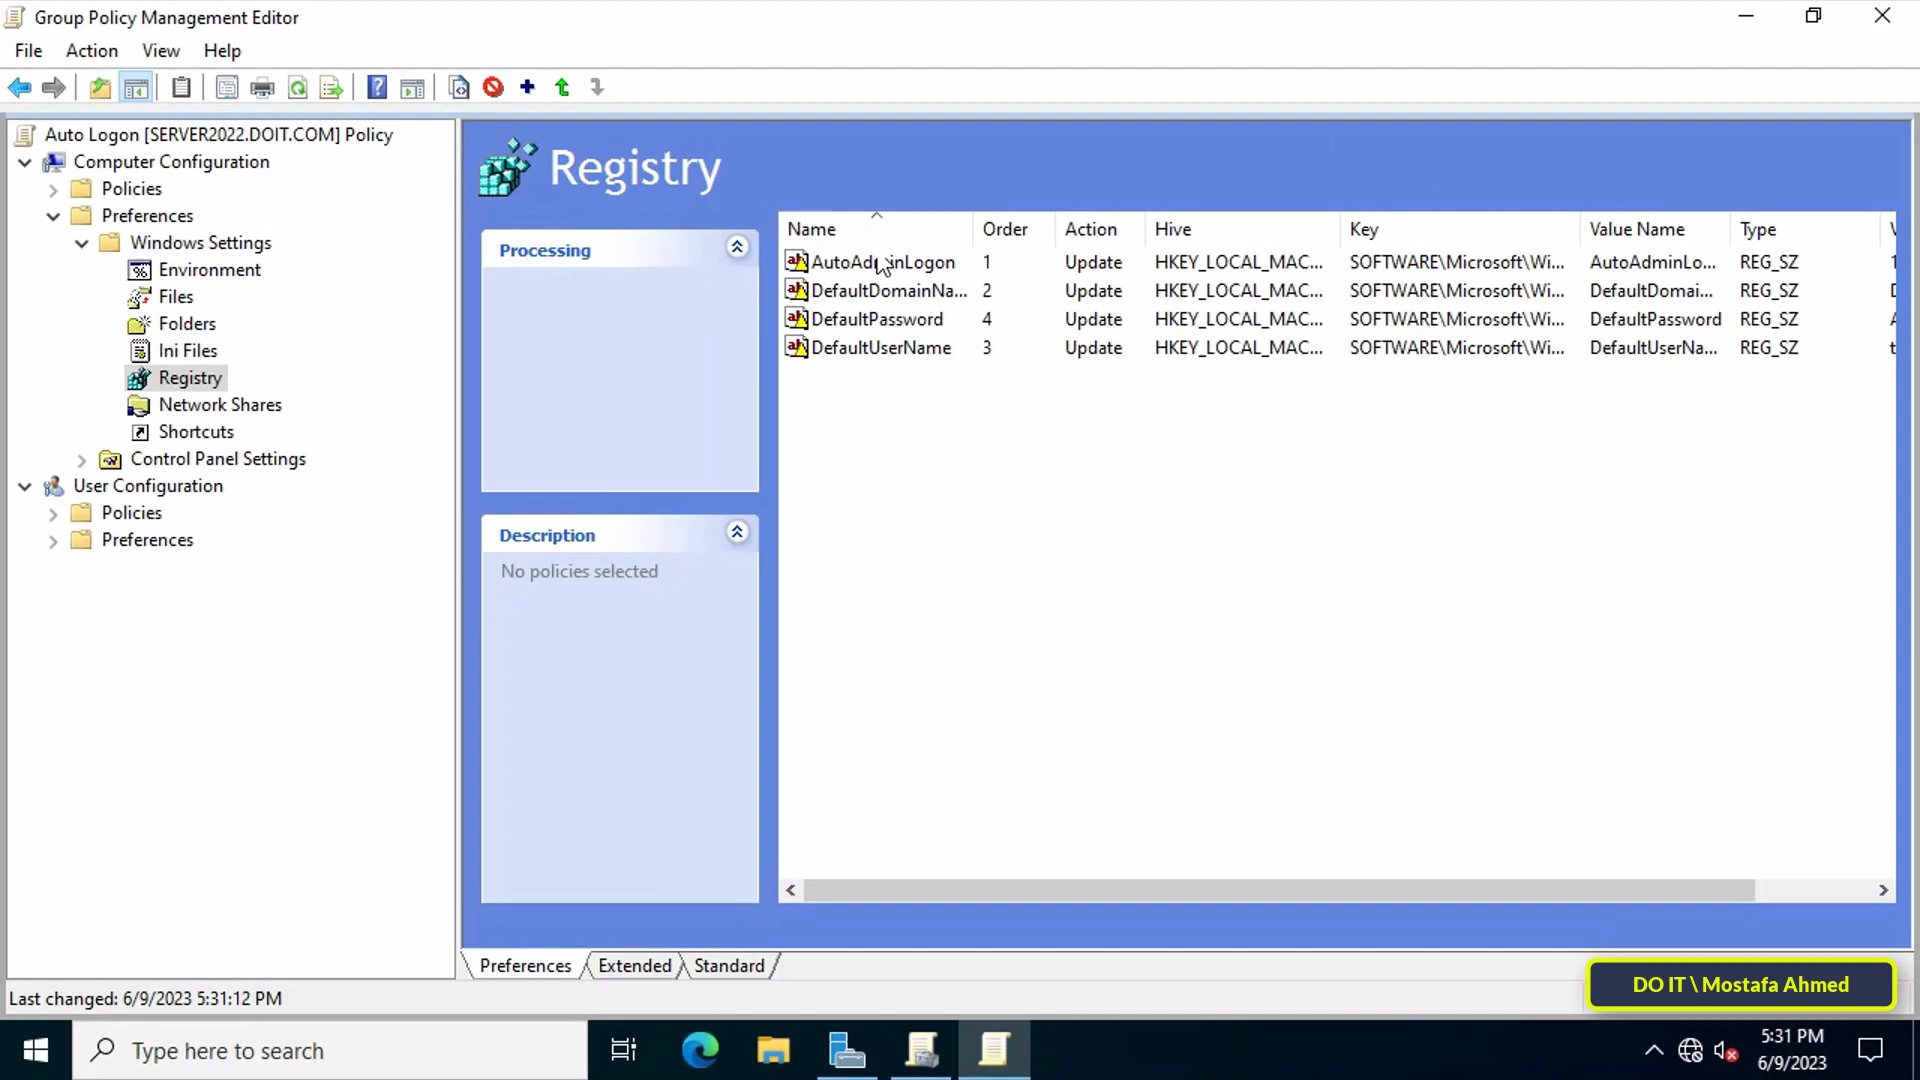 Group Policy Management Editor
File Action View Help
Auto Logon [SERVER2022.DOIT.COM] Policy
Computer Configuration
Policies
Preferences
Windows Settings
Environment
Files
Folders
Ini Files
Registry
Network Shares
Shortcuts
Control Panel Settings
User Configuration
Policies
Preferences
Registry
Processing
Description
No policies selected
Name Order Action Hive Key Value Name Type
AutoAdminLogon 1 Update HKEY_LOCAL_MAC... SOFTWARE\Microsoft\Wi... AutoAdminLo... REG_SZ 1
DefaultDomainNa... 2 Update HKEY_LOCAL_MAC... SOFTWARE\Microsoft\Wi... DefaultDomai... REG_SZ
DefaultPassword 4 Update HKEY_LOCAL_MAC... SOFTWARE\Microsoft\Wi... DefaultPassword REG_SZ
DefaultUserName 3 Update HKEY_LOCAL_MAC... SOFTWARE\Microsoft\Wi... DefaultUserNa... REG_SZ t
Preferences Extended Standard
DO IT \ Mostafa Ahmed
Last changed: 6/9/2023 5:31:12 PM
Type here to search
5:31 PM
6/9/2023